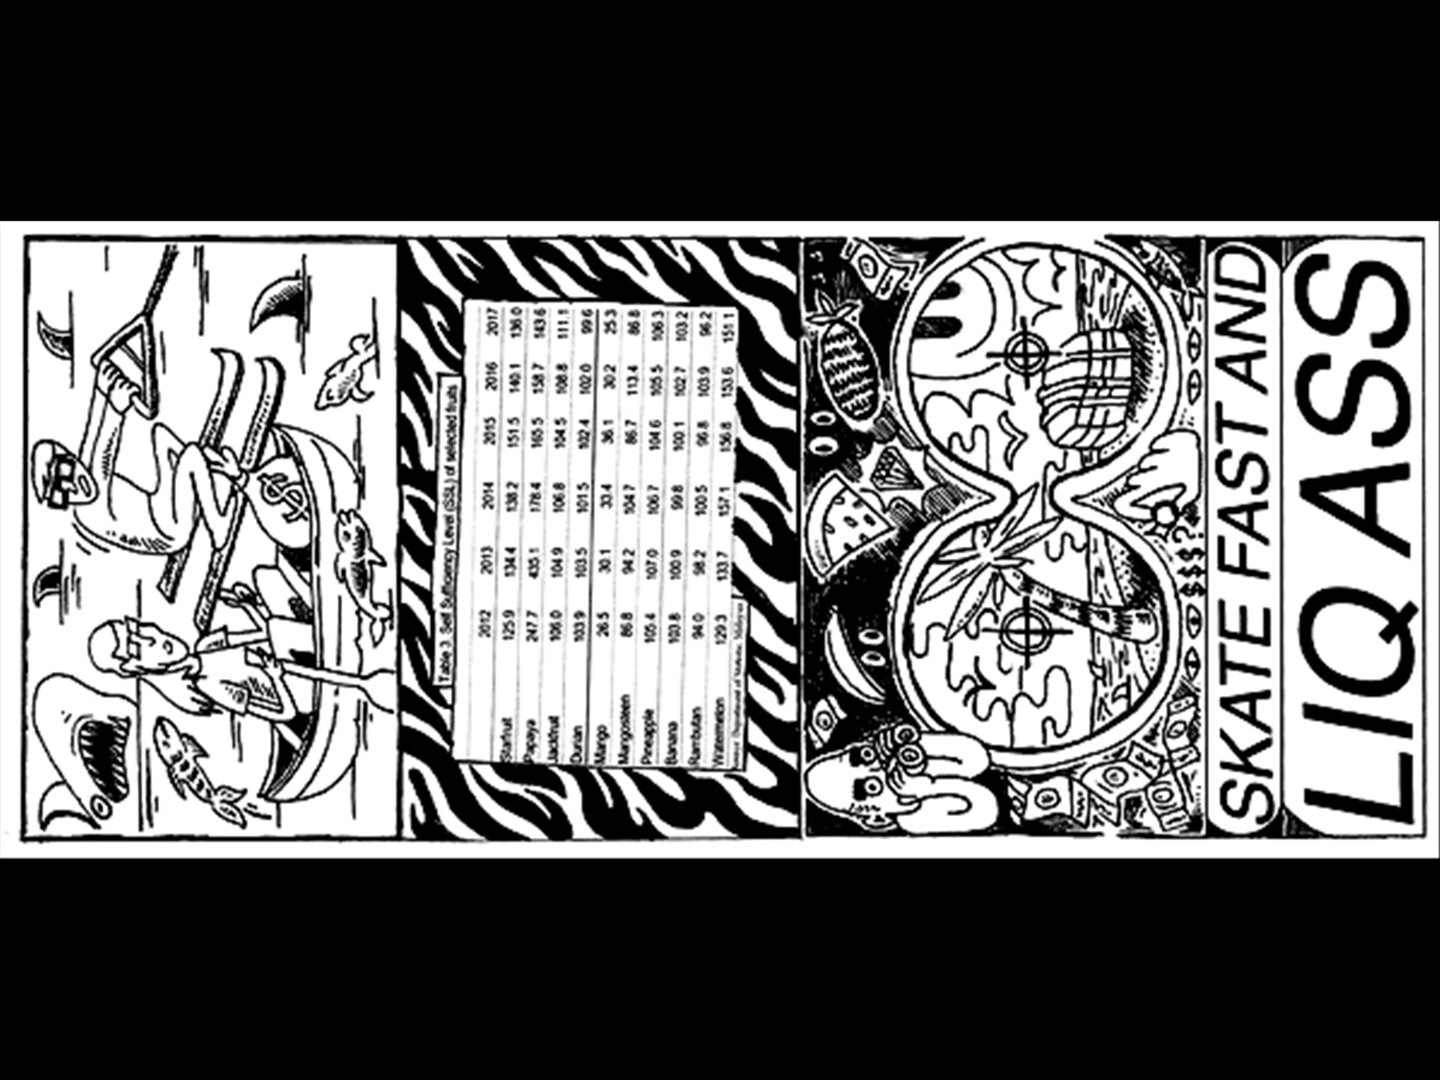 $
Table 3. Self Sufficiency Level (SSL) of selected fruits
2012 2013 2014 2015 2016 2017
Starfruit 125.9 134.4 138.2 151.5 140.1 136.0
Papaya 247.7 435.1 178.4 165.5 158.7 143.6
Jackfruit 106.0 104.9 106.8 104.5 108.8 111.1
Durian 103.9 103.5 101.5 102.4 102.0 99.6
Mango 26.5 30.1 33.4 36.1 30.2 25.3
Mangosteen 86.8 94.2 104.7 86.7 113.4 86.8
Pineapple 105.4 107.0 106.7 104.6 105.5 106.3
Banana 103.8 100.9 99.8 100.1 102.7 103.2
Rambutan 94.0 98.2 100.5 96.8 103.9 96.2
Watermelon 129.3 133.7 157.1 156.8 153.6 151.1
Department of Statistic, Malaysia
$$$?
SKATE FAST AND
LIQ ASS